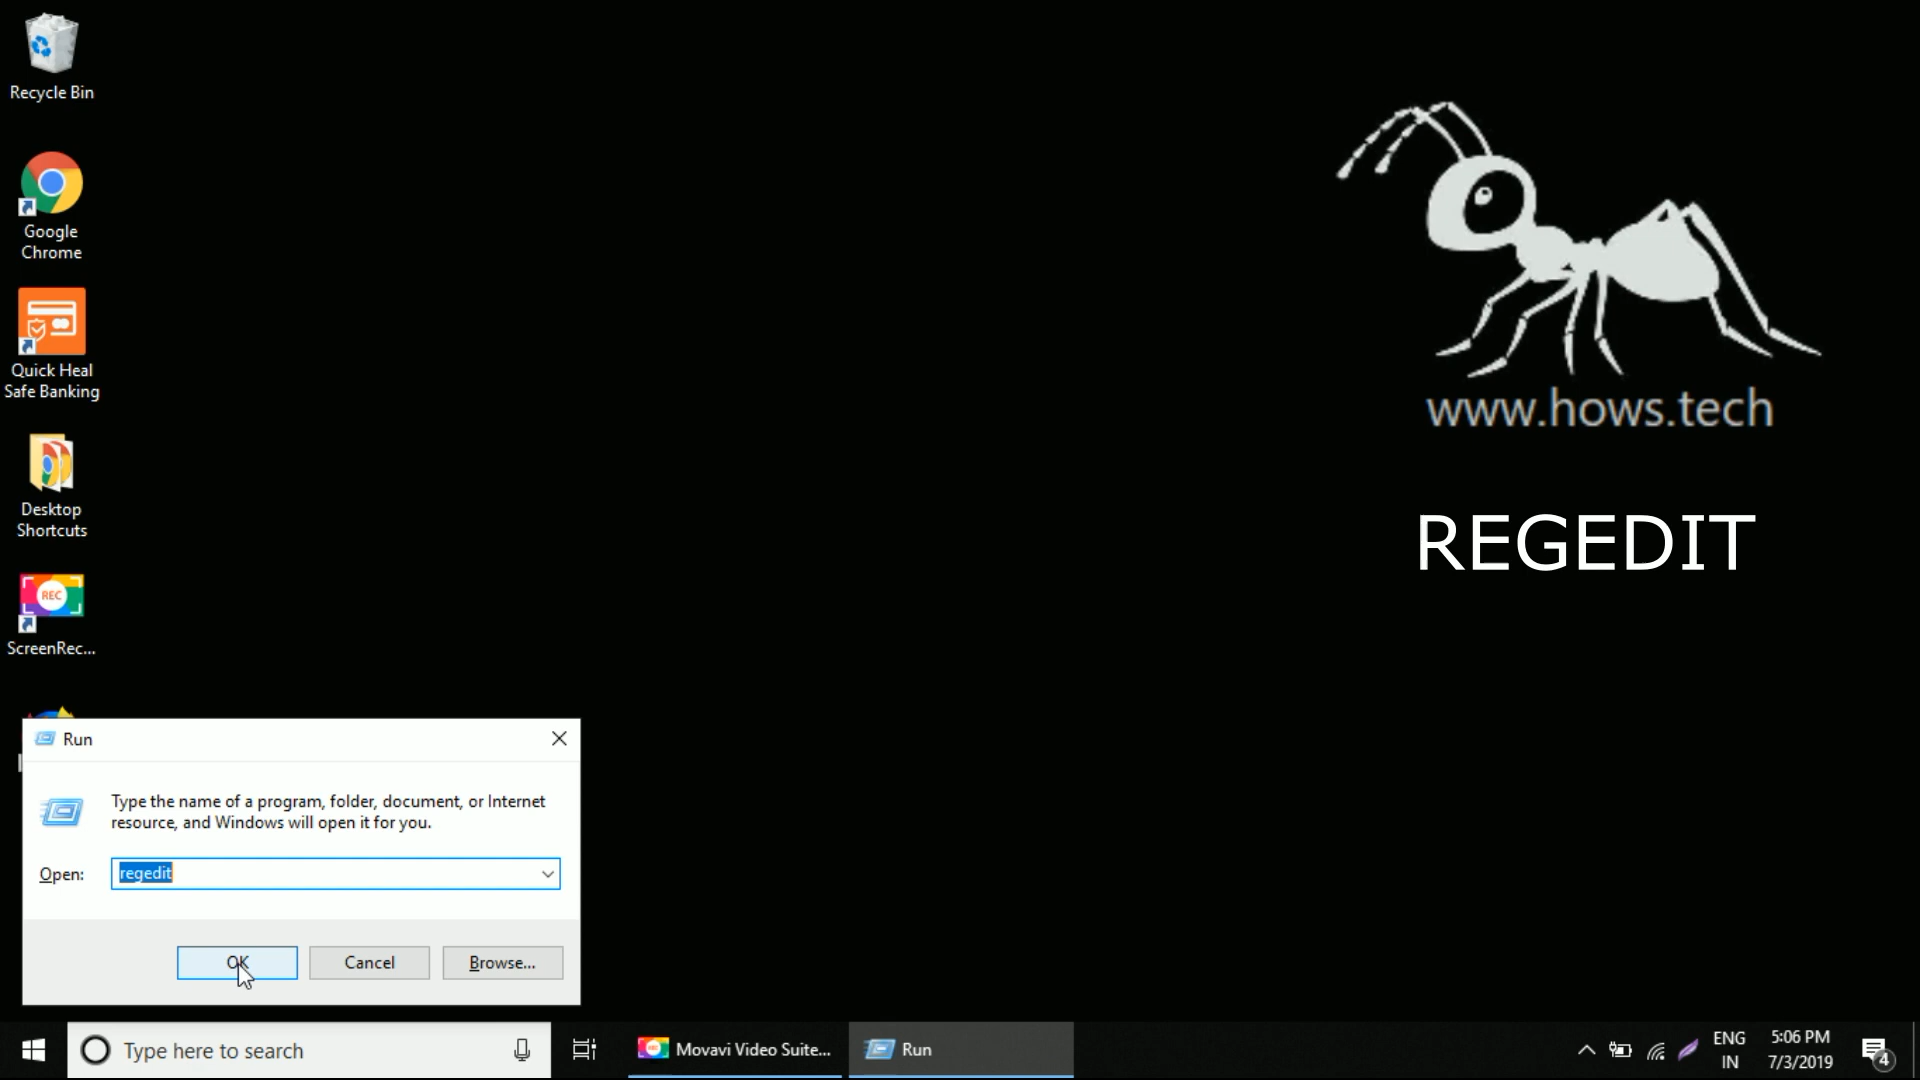 Recycle Bin
Google
Chrome
Quick Heal
Safe Banking
Desktop
Shortcuts
REC
ScreenRec...
www.hows.tech
REGEDIT
Run
Type the name of a program, folder, document, or Internet
resource, and Windows will open it for you.
Open:
regedit
OK
Cancel
Browse...
Type here to search
Movavi Video Suite...
Run
ENG
IN
5:06 PM
7/3/2019
4